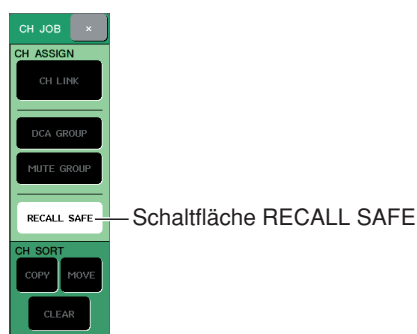 CH JOB ×
CH ASSIGN
CH LINK
DCA GROUP
MUTE GROUP
RECALL SAFE
Schaltfläche RECALL SAFE
CH SORT
COPY MOVE
CLEAR